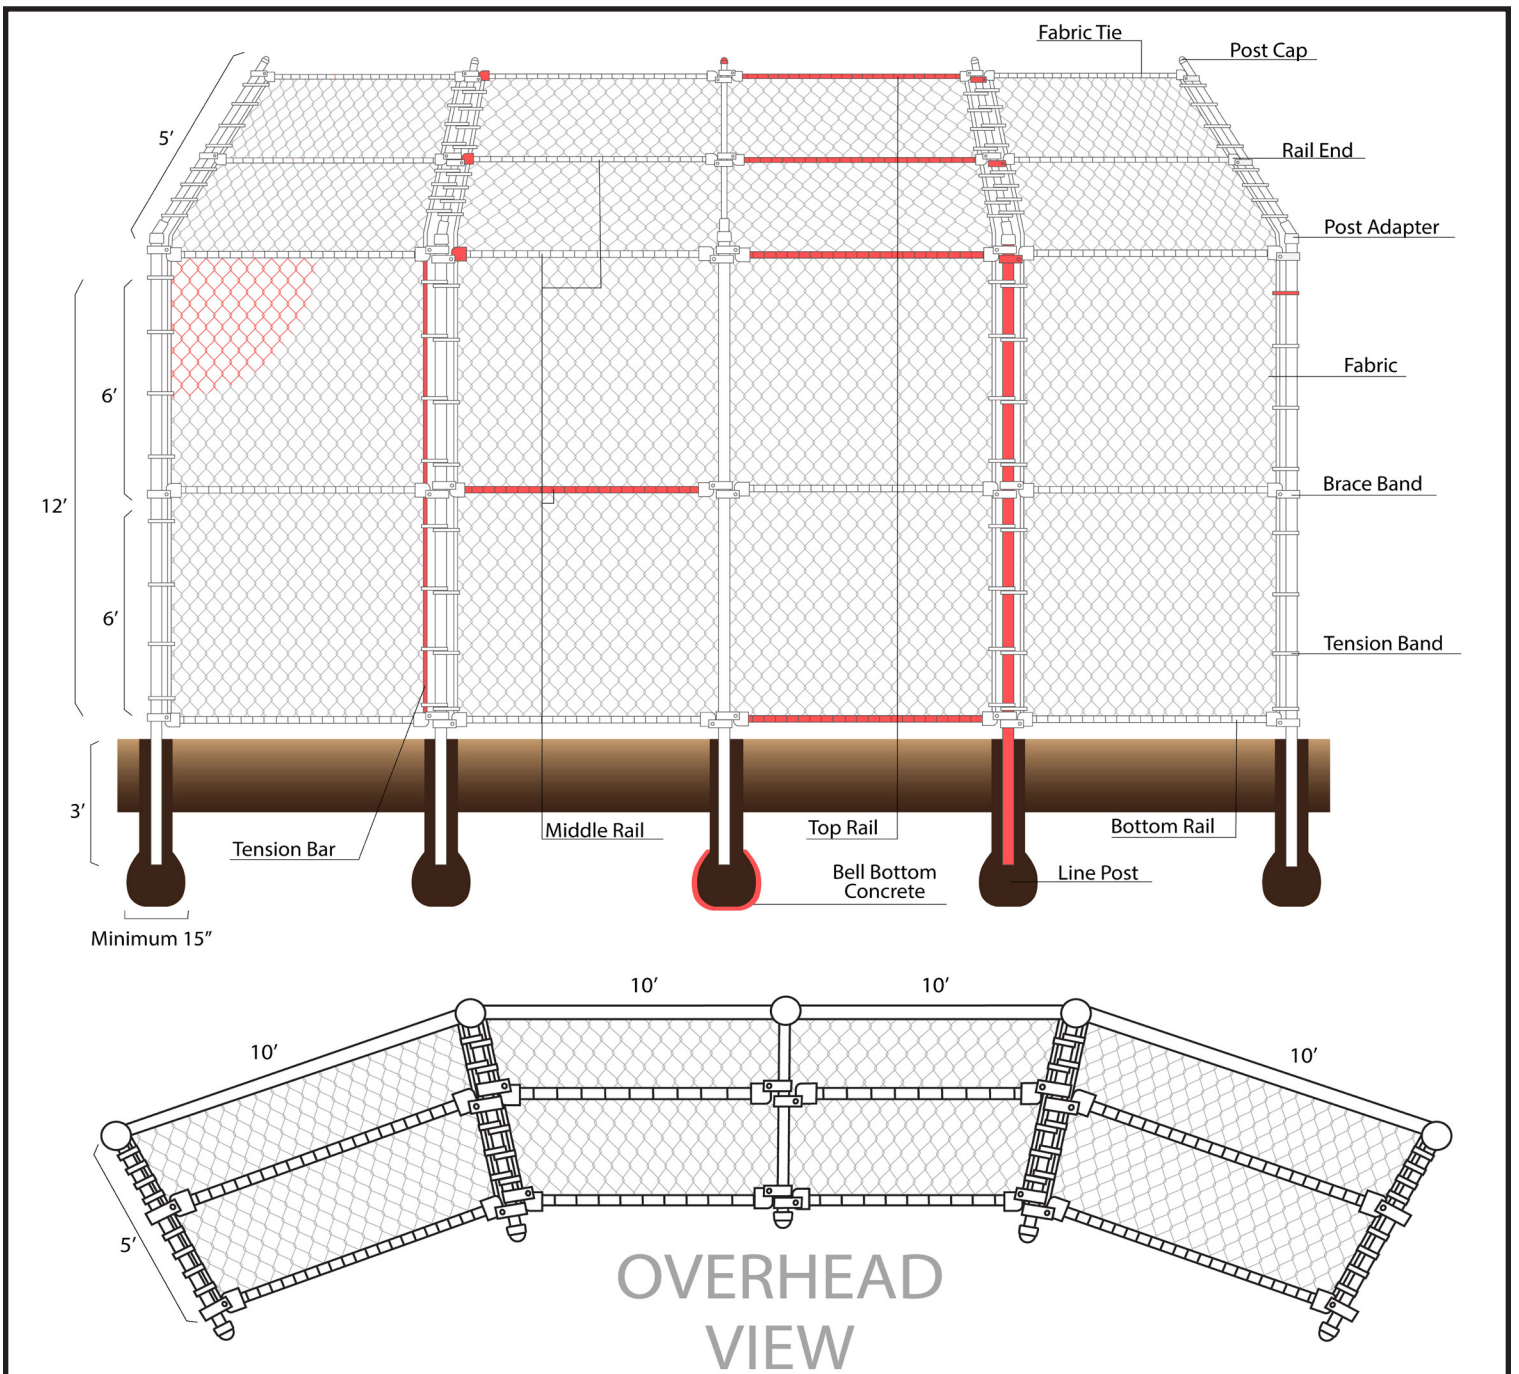 Fabric Tie
Post Cap
5’
Rail End
Post Adapter
6’
Fabric
12’
Brace Band
6’
Tension Band
3’
Tension Bar
Middle Rail
Top Rail
Bottom Rail
Bell Bottom
Concrete
Line Post
Minimum 15”
10’
10’
10’
10’
5’
OVERHEAD
VIEW